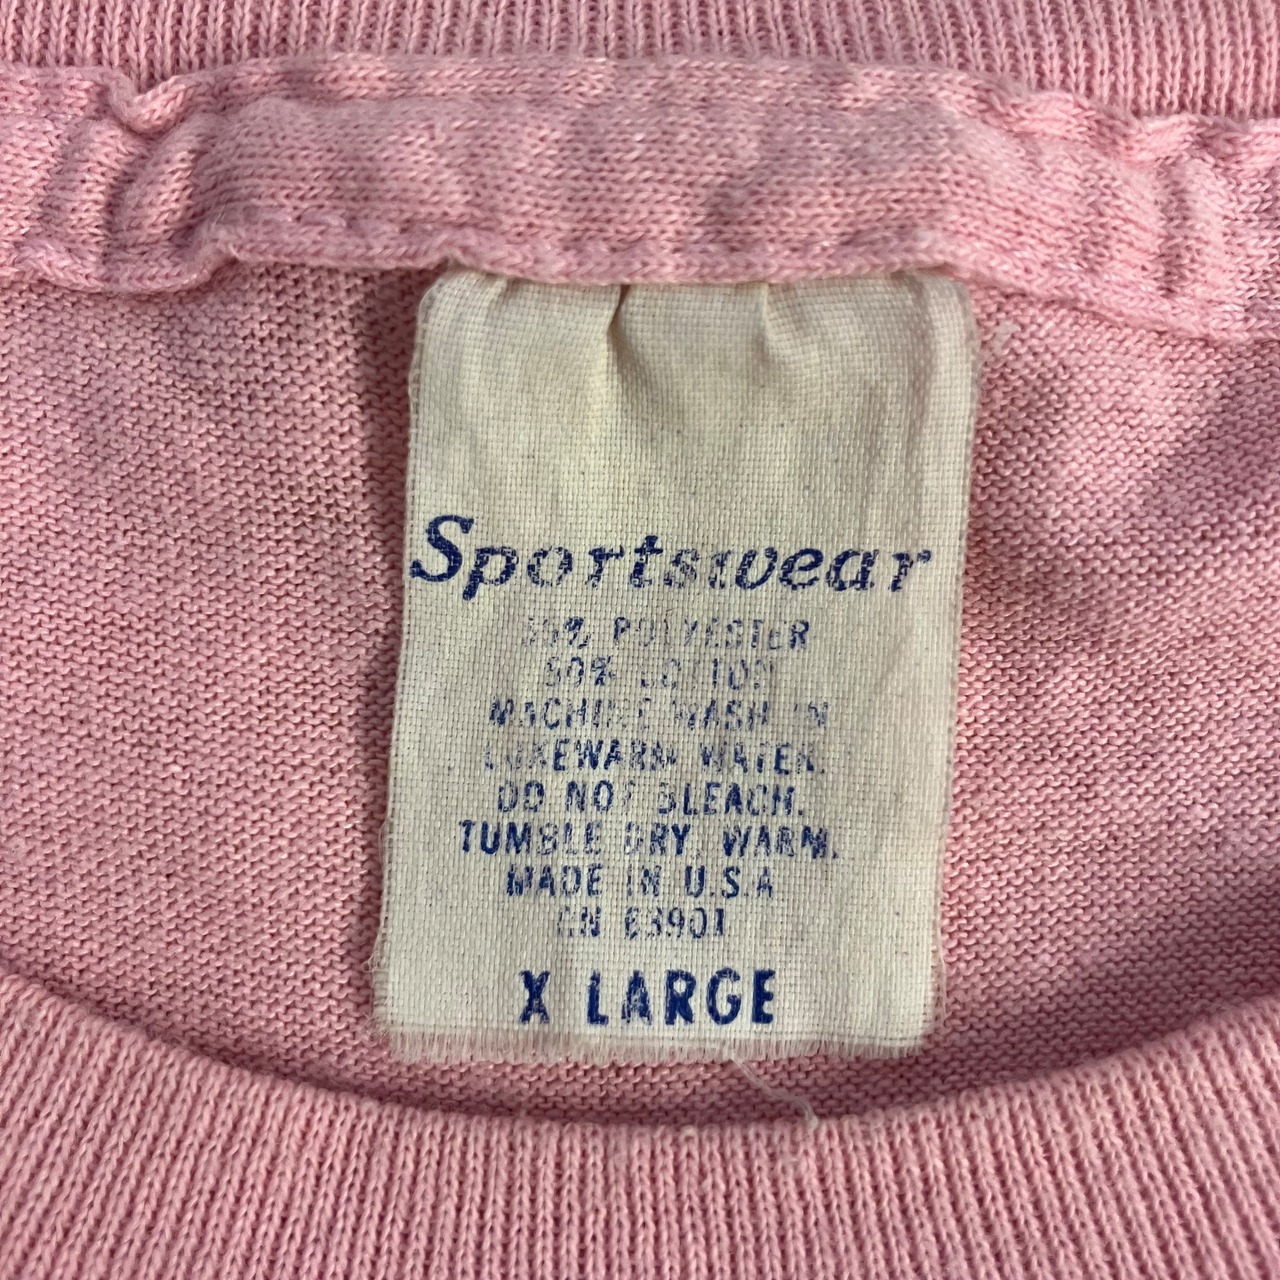 Sportswear
50% POLYESTER
50% COTTON
MACHINE WASH IN
LUKEWARM WATER.
DO NOT BLEACH.
TUMBLE DRY, WARM.
MADE IN U.S.A
63901
X LARGE